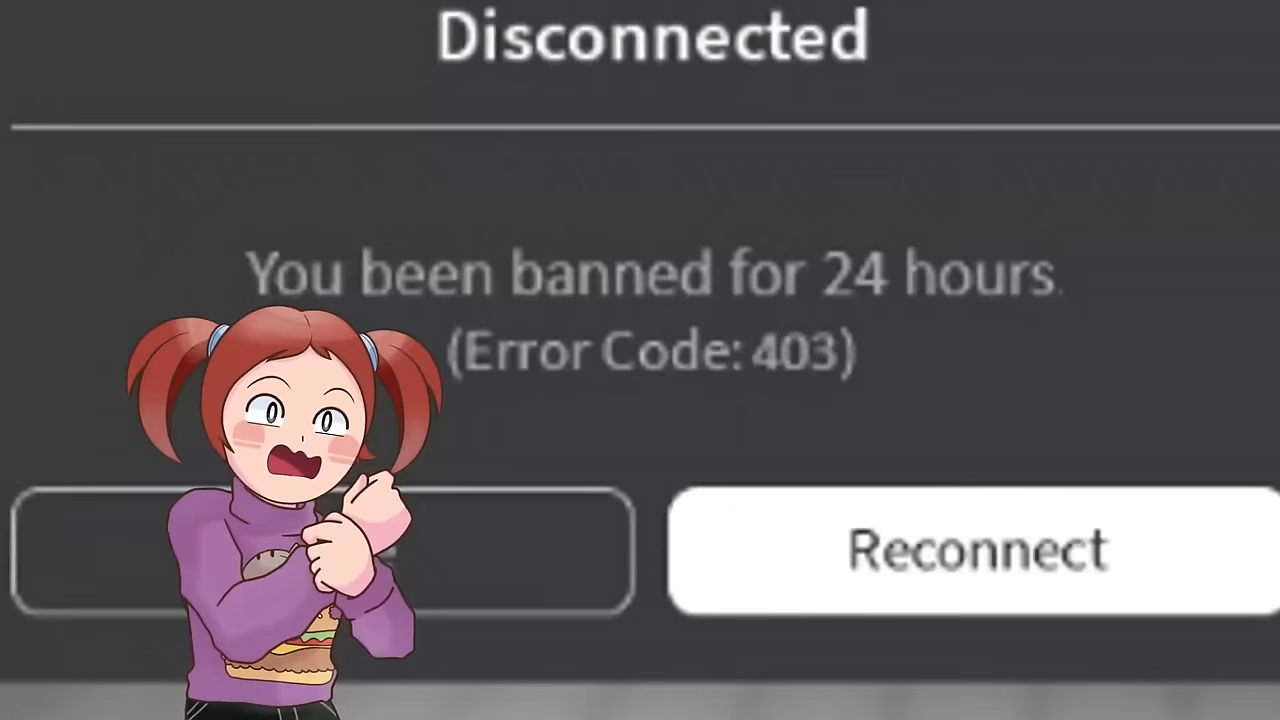 Disconnected
You been banned for 24 hours.
(Error Code: 403)
Reconnect